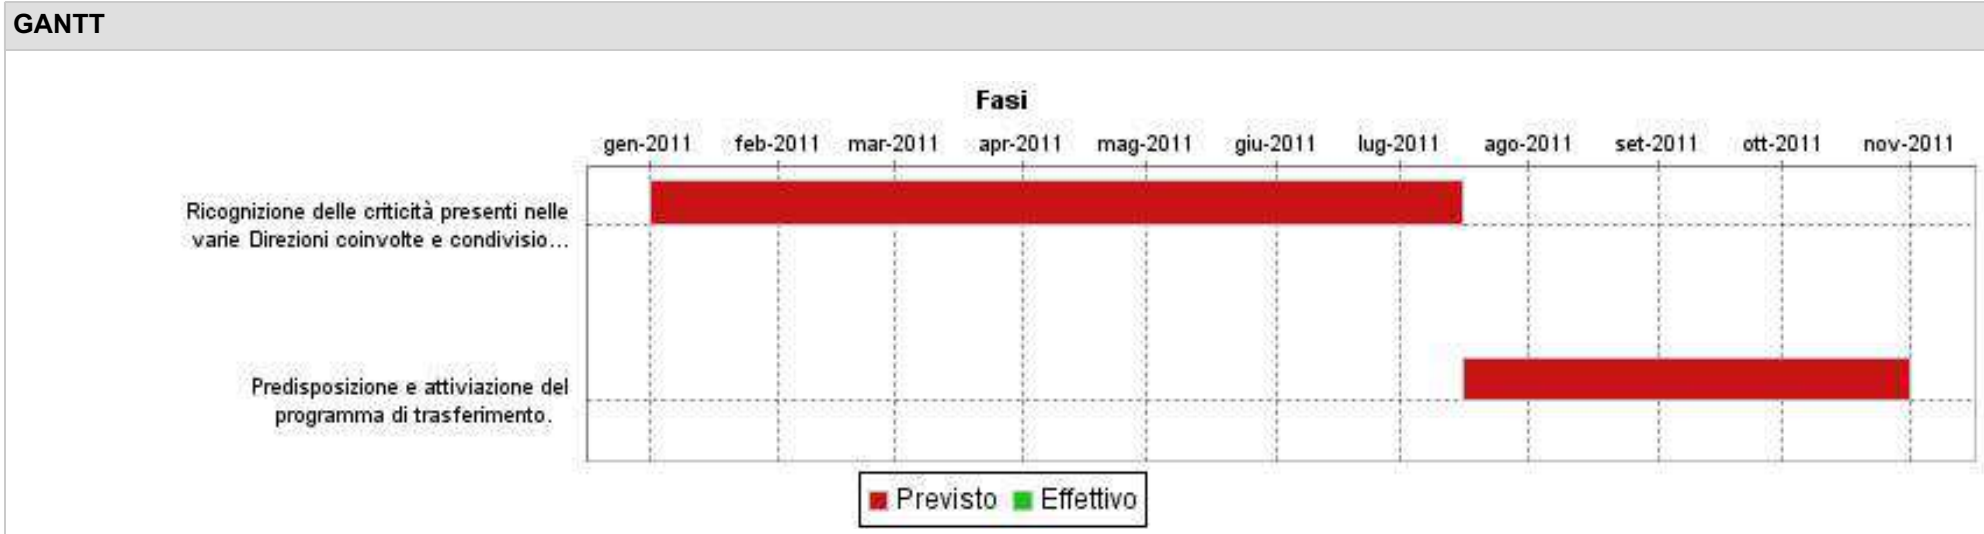 GANTT
Fasi
gen-2011 feb-2011 mar-2011 apr-2011 mag-2011 giu-2011 lug-2011 ago-2011 set-2011 ott-2011 nov-2011
Ricognizione delle criticità presenti nelle
varie Direzioni coinvolte e condivisio...
Predisposizione e attiviazione del
programma di trasferimento.
Previsto Effettivo